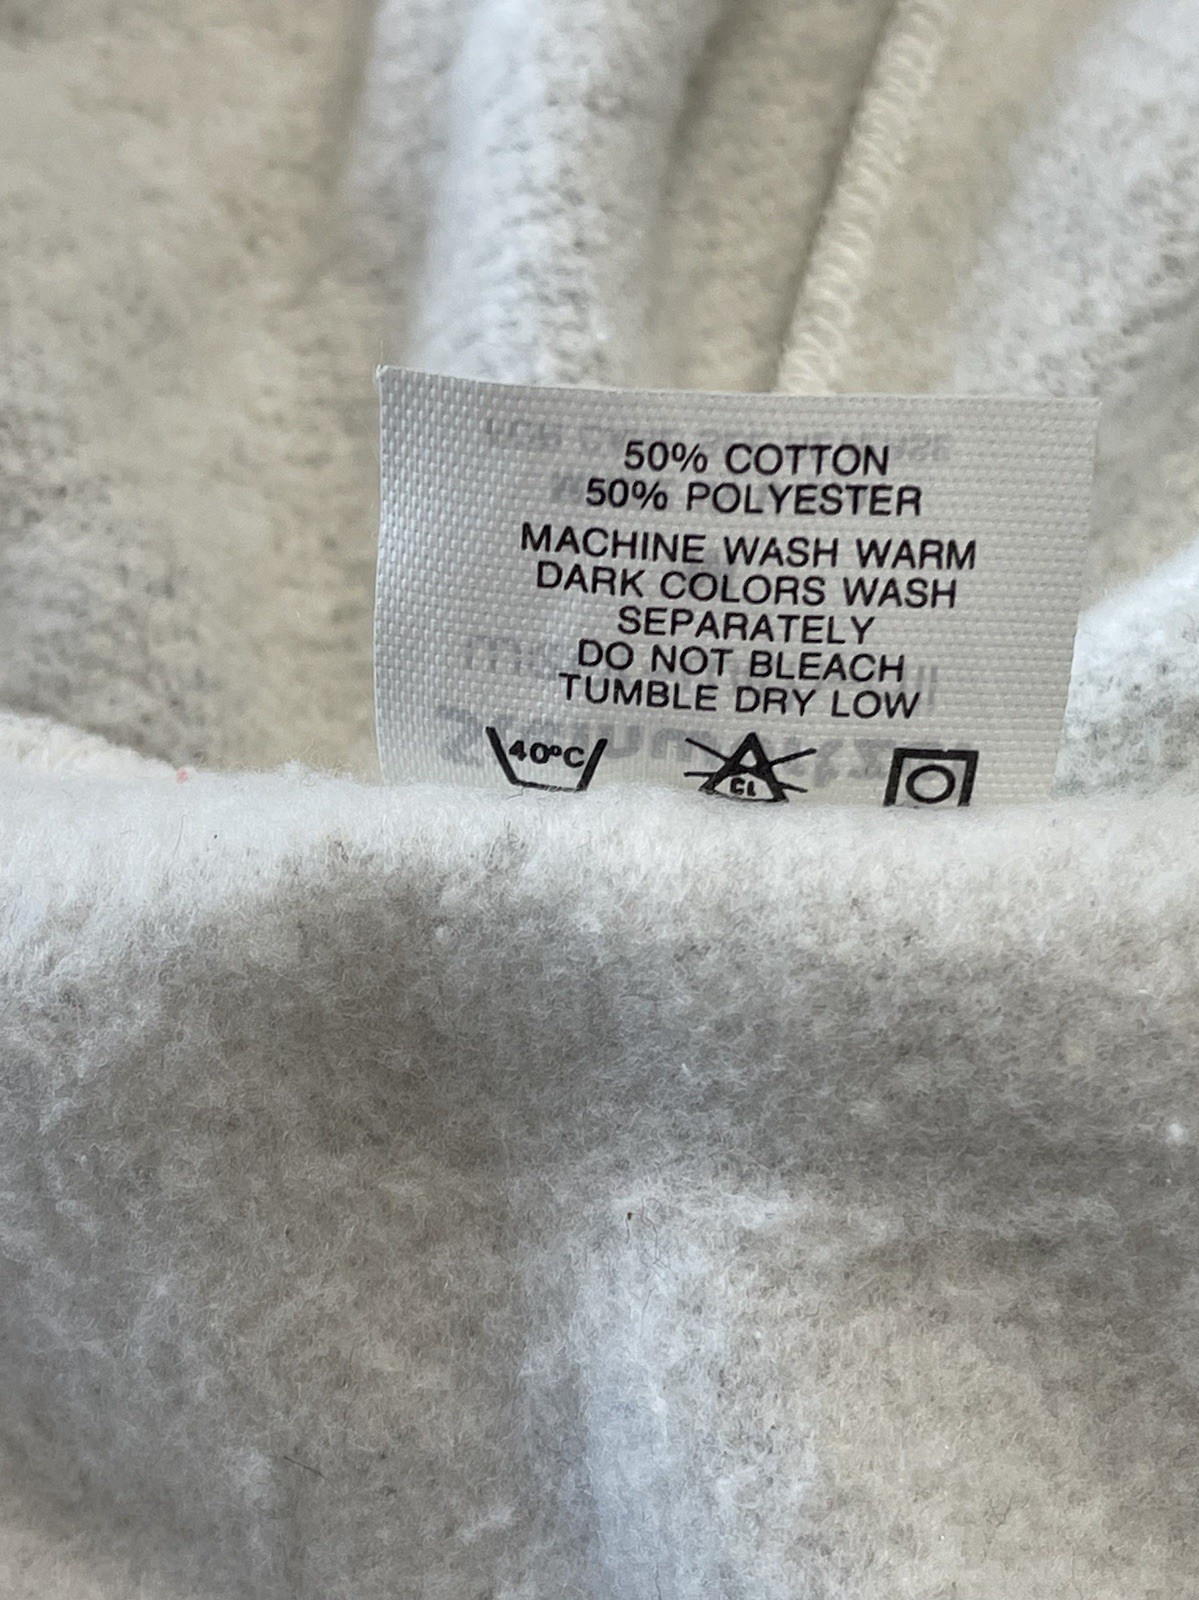 50% COTTON
50% POLYESTER
MACHINE WASH WARM
DARK COLORS WASH
SEPARATELY
DO NOT BLEACH
TUMBLE DRY LOW
40°C CL